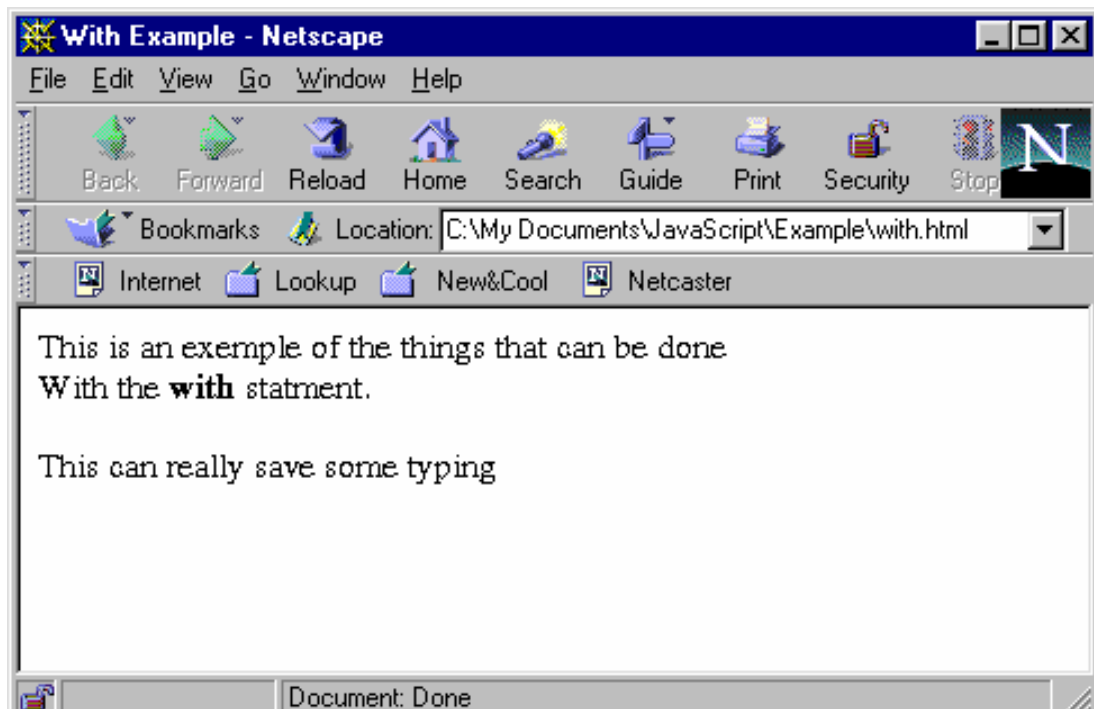 With Example - Netscape
File Edit View Go Window Help
Back Forward Reload Home Search Guide Print Security Stop N
Bookmarks Location: C:\My Documents\JavaScript\Example\with.html
Internet Lookup New&Cool Netcaster
This is an exemple of the things that can be done
With the with statment.
This can really save some typing
Document: Done